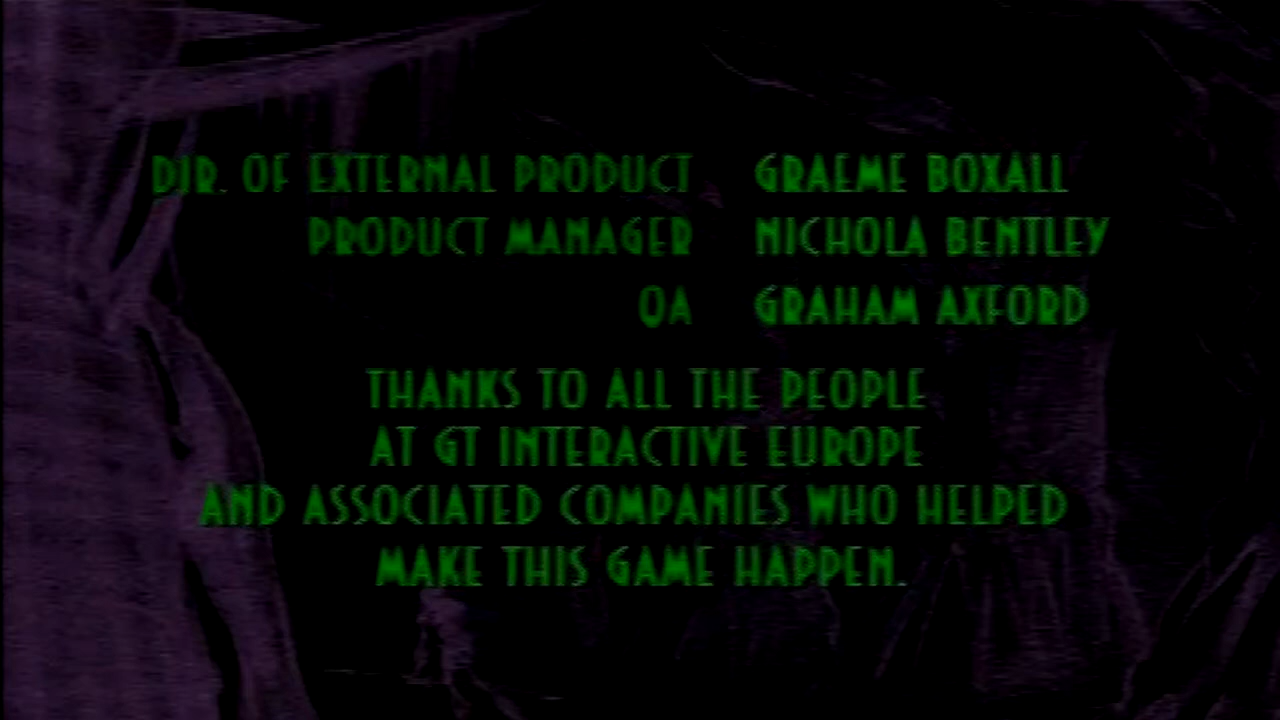 DIR. OF EXTERNAL PRODUCT GRAEME BOXALL
PRODUCT MANAGER NICHOLA BENTLEY
QA GRAHAM AXFORD
THANKS TO ALL THE PEOPLE
AT GT INTERACTIVE EUROPE
AND ASSOCIATED COMPANIES WHO HELPED
MAKE THIS GAME HAPPEN.